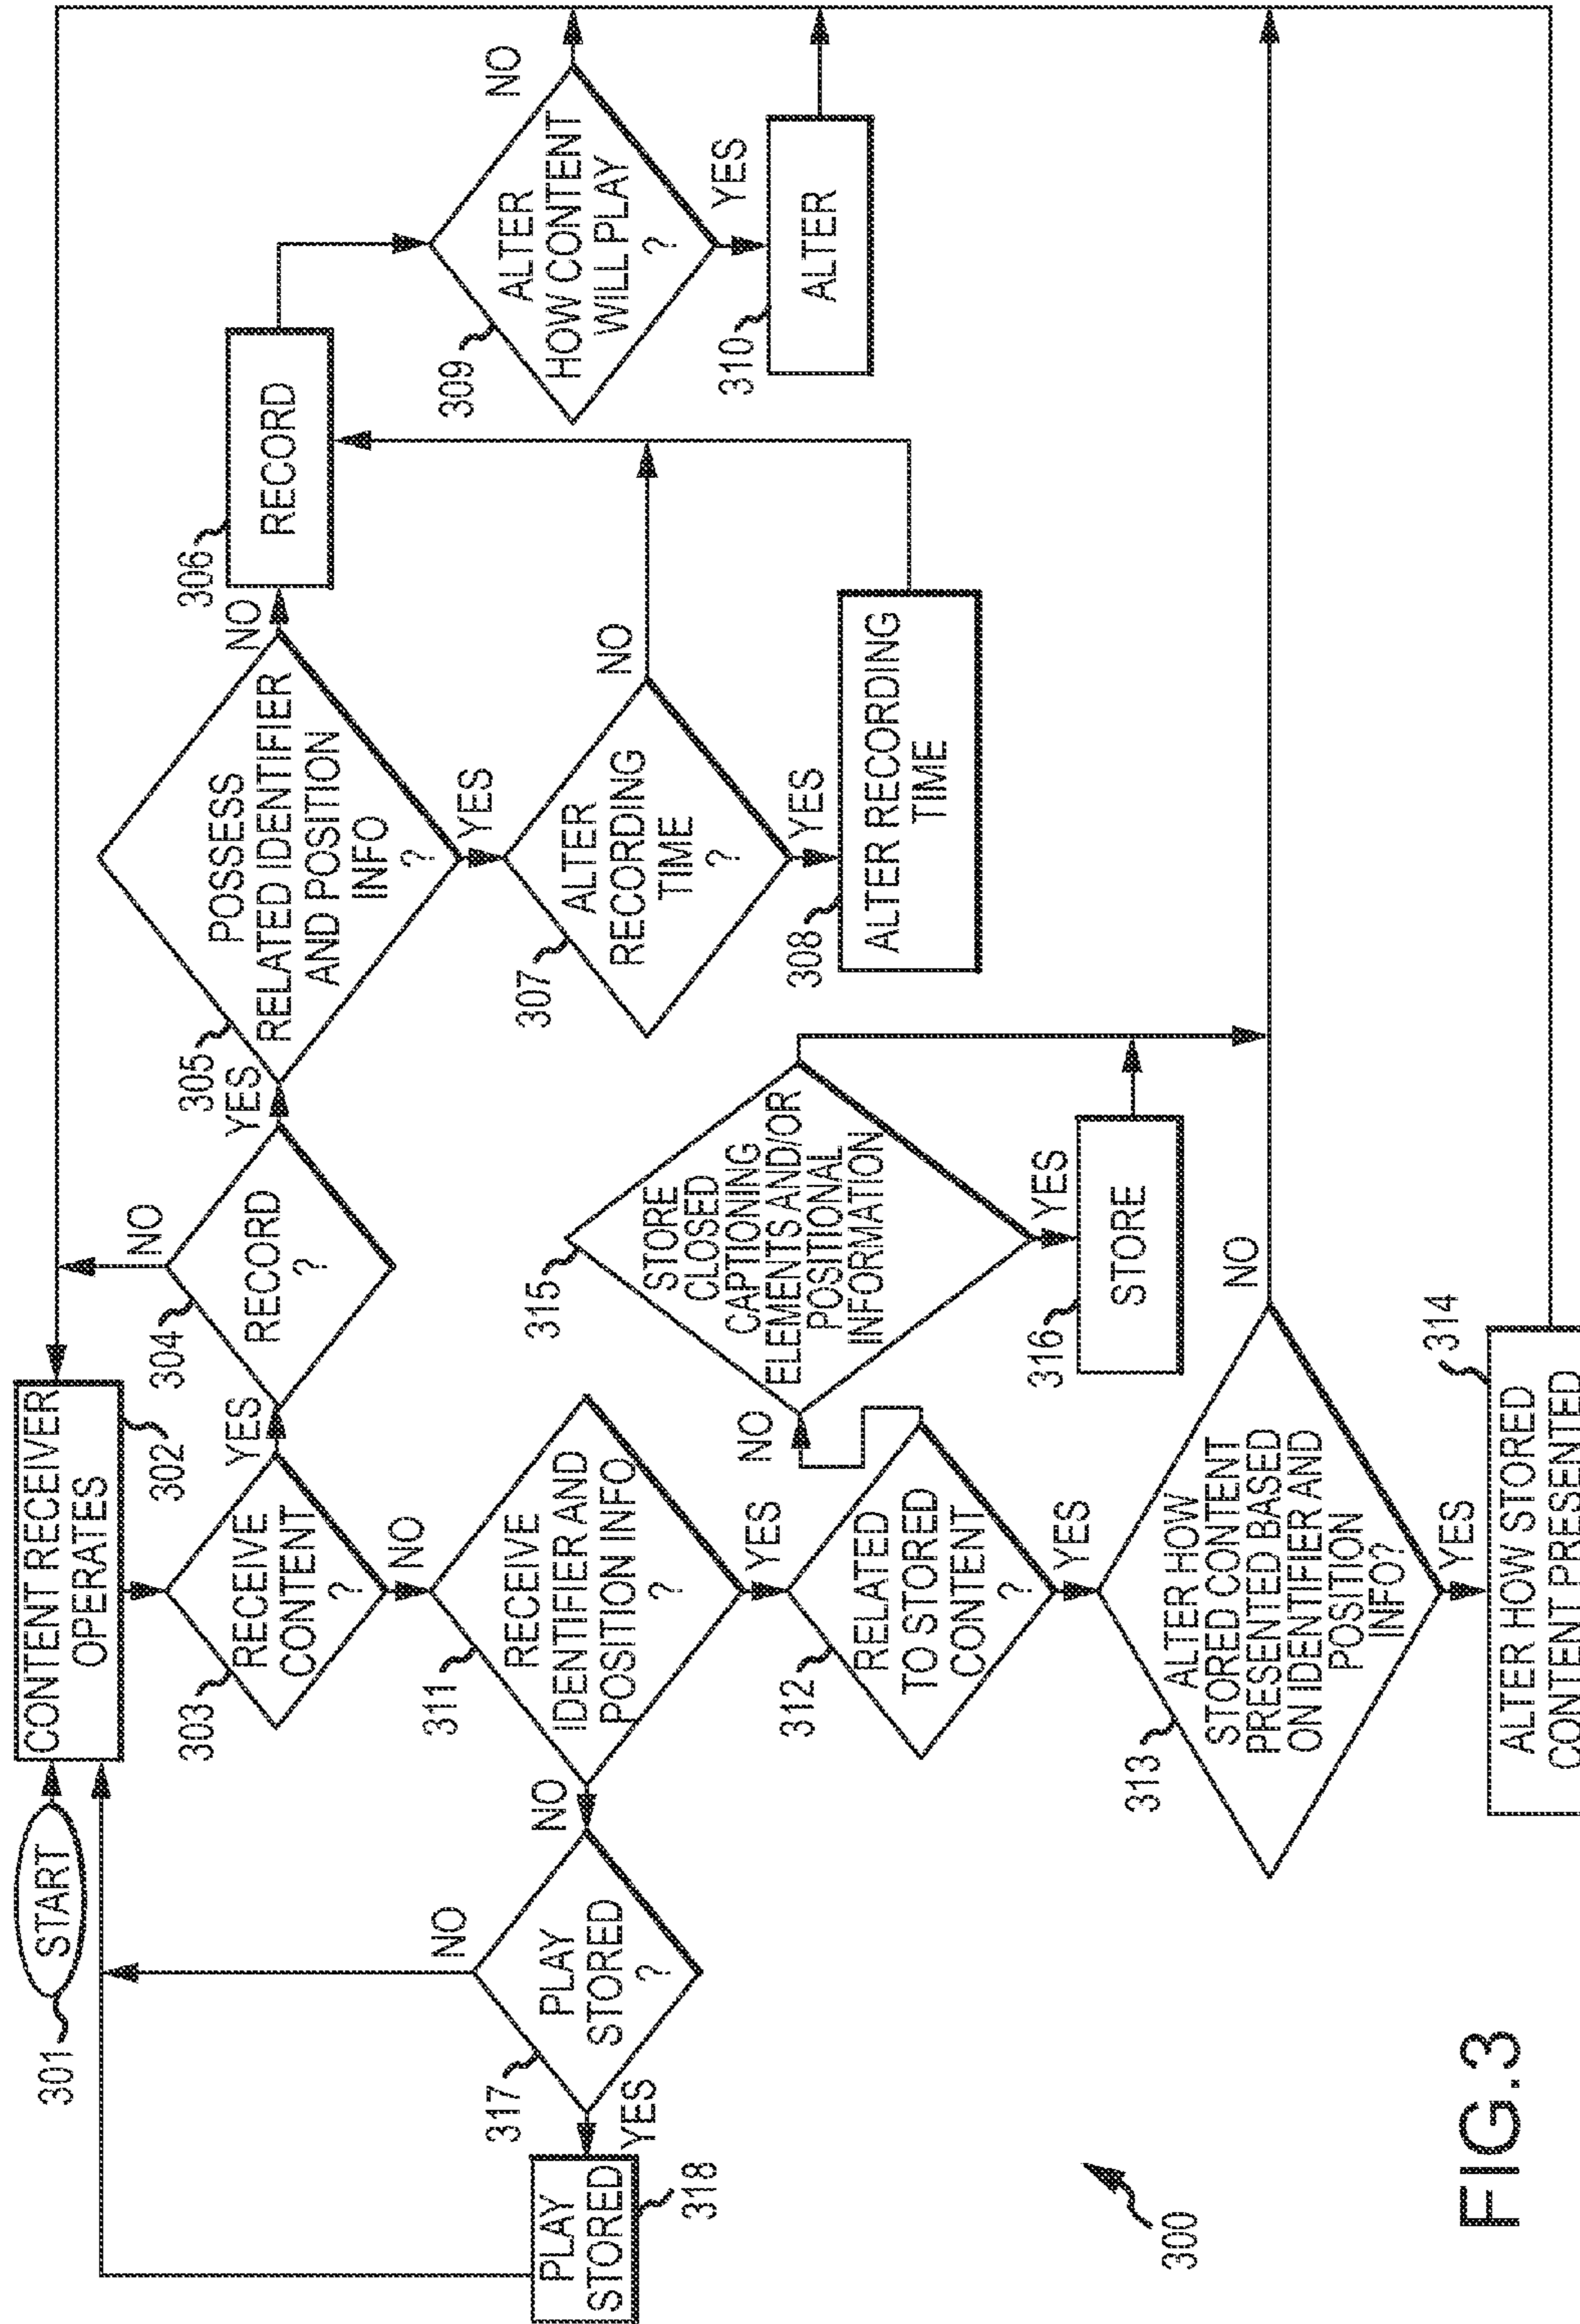 301
START
CONTENT RECEIVER
OPERATES
302
303
RECEIVE
CONTENT
?
YES
NO
304
RECORD
?
NO
YES
305
POSSESS
RELATED IDENTIFIER
AND POSITION
INFO
?
NO
YES
306
RECORD
307
ALTER
RECORDING
TIME
?
NO
YES
308
ALTER RECORDING
TIME
309
ALTER
HOW CONTENT
WILL PLAY
?
NO
YES
310
ALTER
311
RECEIVE
IDENTIFIER AND
POSITION INFO
?
NO
YES
317
PLAY
STORED
?
NO
YES
PLAY
STORED
318
312
RELATED
TO STORED
CONTENT
?
NO
YES
315
STORE
CLOSED
CAPTIONING
ELEMENTS AND/OR
POSITIONAL
INFORMATION
YES
316
STORE
313
ALTER HOW
STORED CONTENT
PRESENTED BASED
ON IDENTIFIER AND
POSITION
INFO?
NO
YES
314
ALTER HOW STORED
CONTENT PRESENTED
300
FIG.3